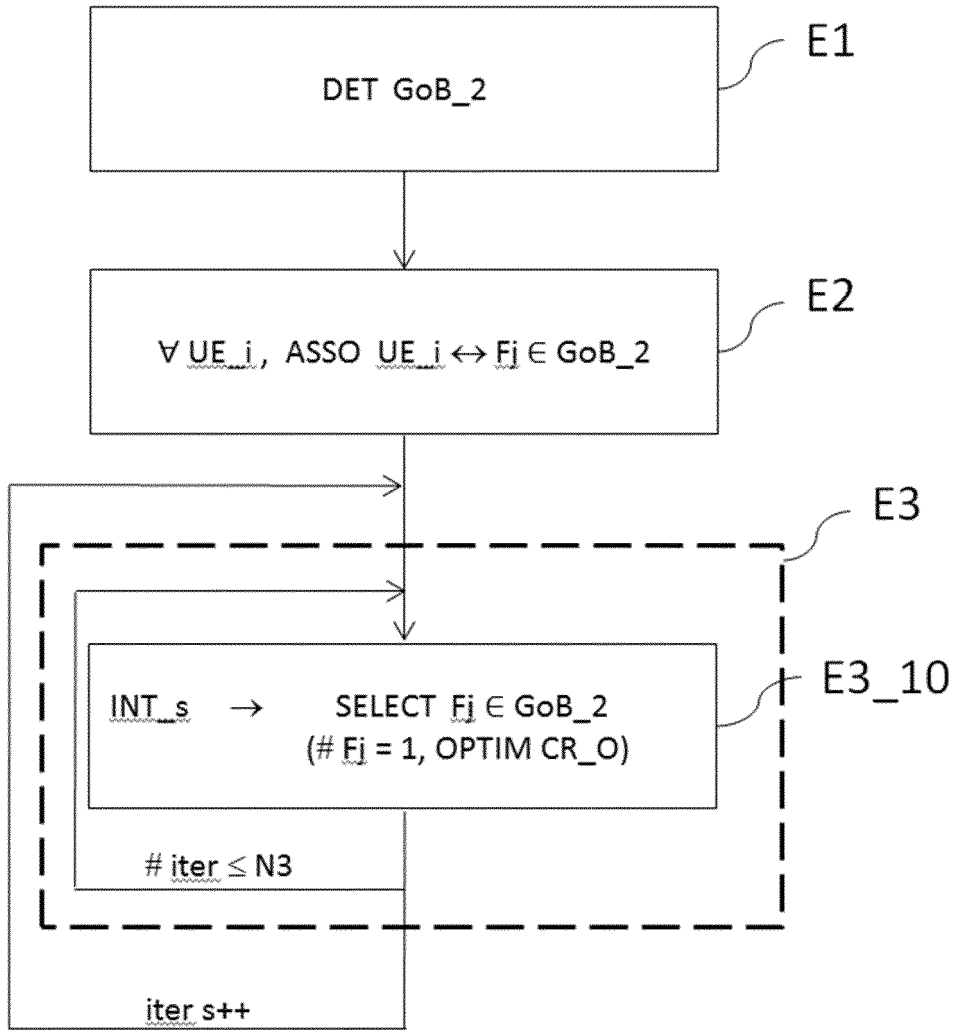 E1
DET GoB_2
E2
∀ UE_i , ASSO UE_i ↔ Fj ∈ GoB_2
E3
E3_10
INT_s → SELECT Fj ∈ GoB_2
(# Fj = 1, OPTIM CR_O)
# iter ≤ N3
iter s++